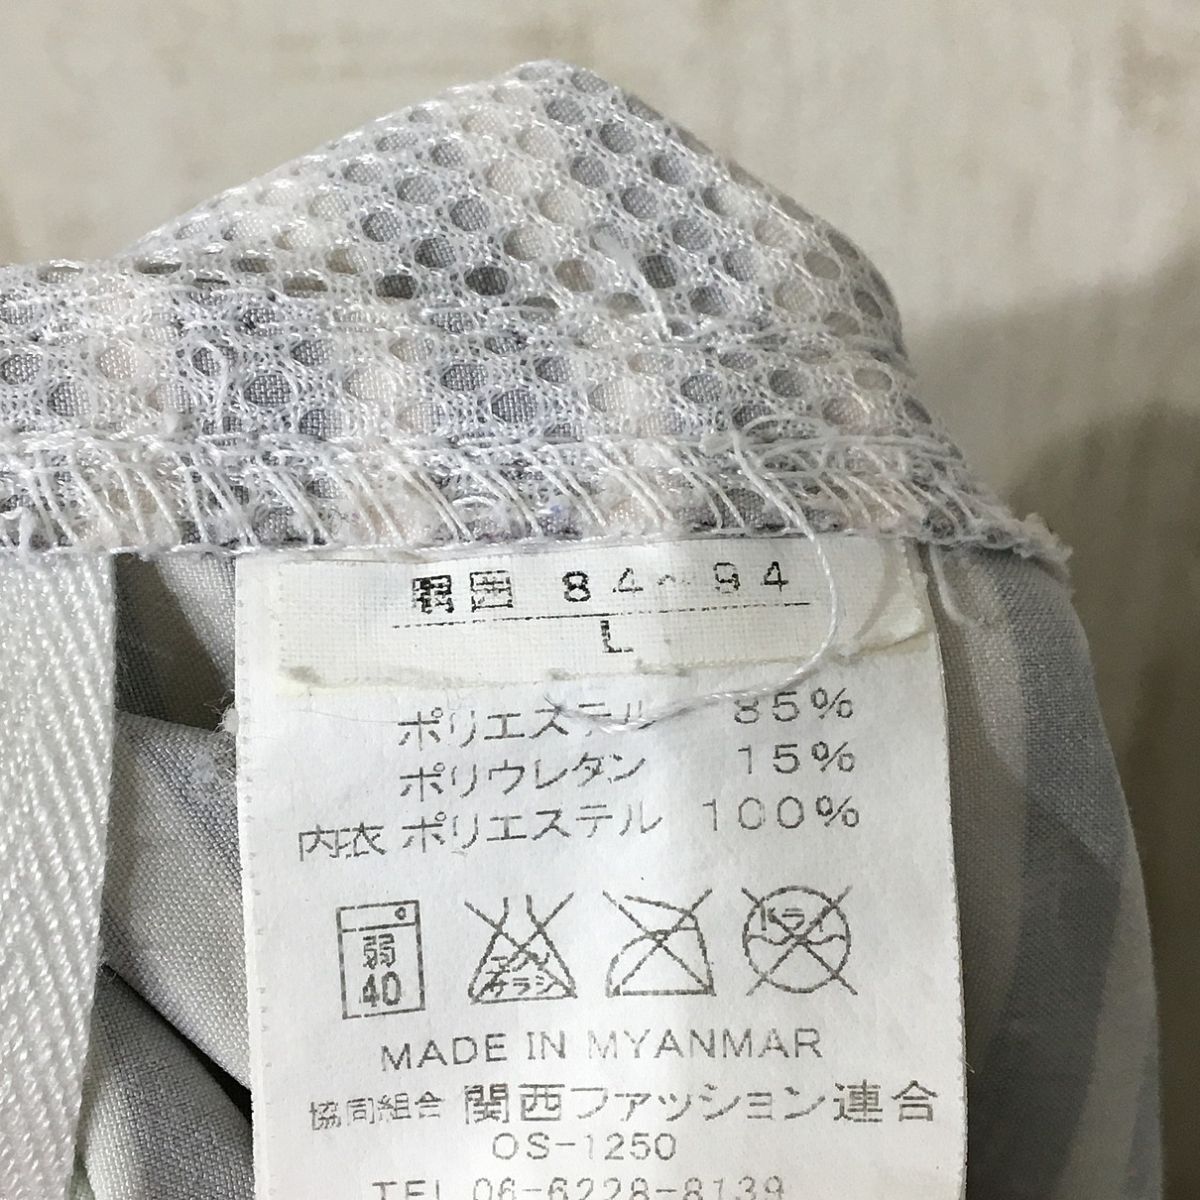 84~94
L
ポリエステル 85%
ポリウレタン 15%
内衣 ポリエステル 100%
弱
40
エンソ
サラシ
ドライ
MADE IN MYANMAR
協同組合 関西ファッション連合
OS-1250
TEL 06-6228-8139